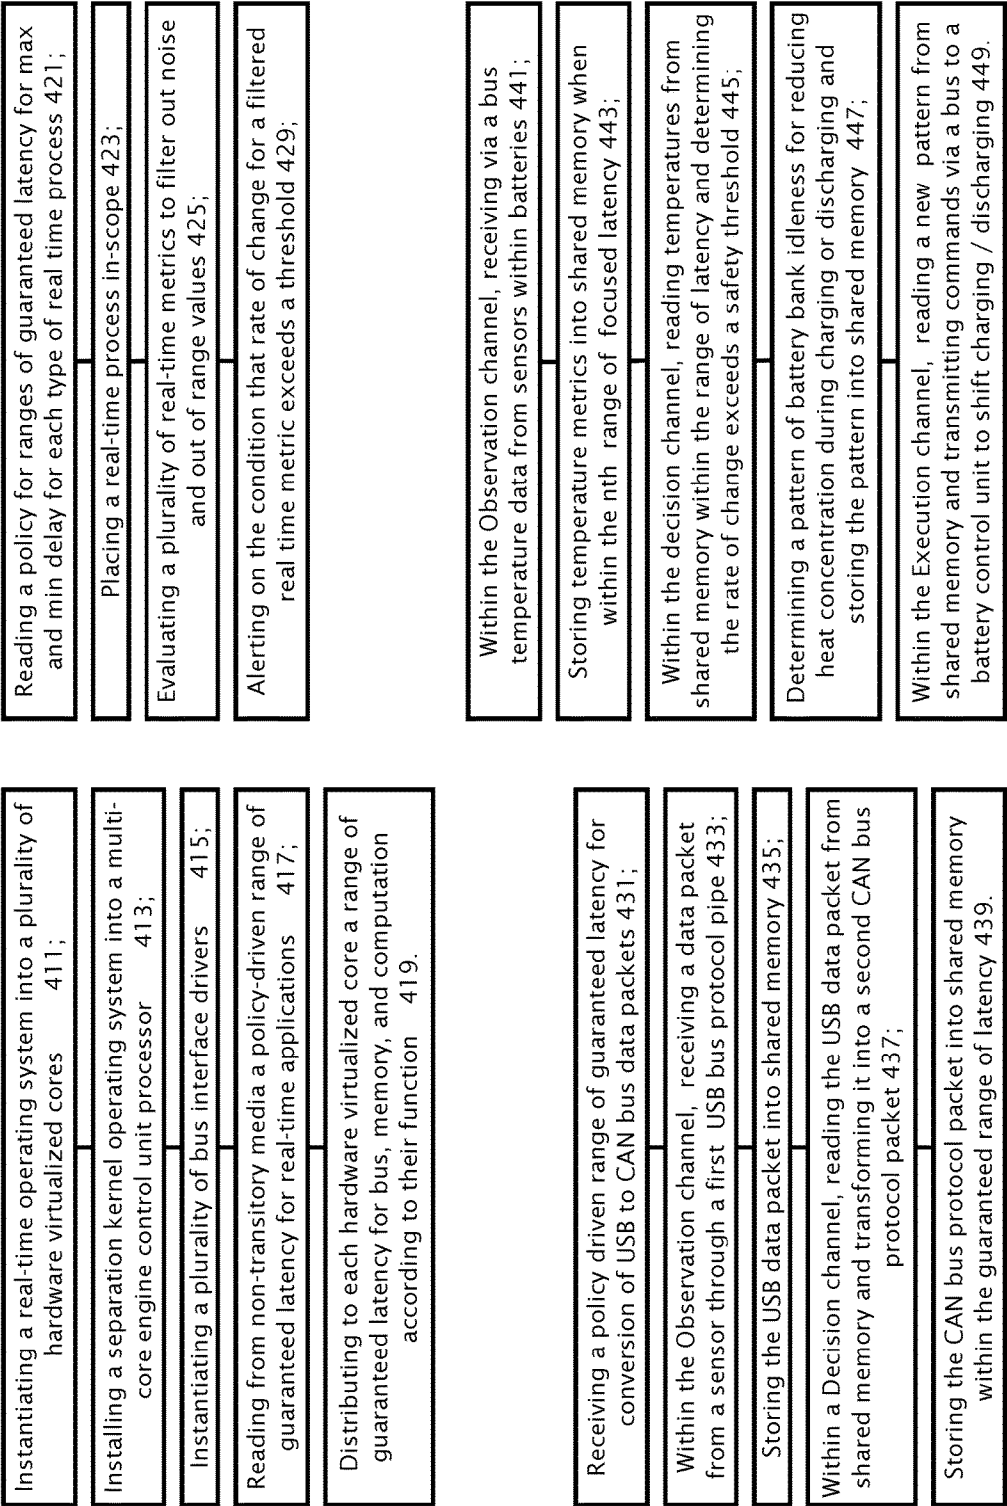 Instantiating a real-time operating system into a plurality of
hardware virtualized cores 411;
Installing a separation kernel operating system into a multi-
core engine control unit processor 413;
Instantiating a plurality of bus interface drivers 415;
Reading from non-transitory media a policy-driven range of
guaranteed latency for real-time applications 417;
Distributing to each hardware virtualized core a range of
guaranteed latency for bus, memory, and computation
according to their function 419.
Reading a policy for ranges of guaranteed latency for max
and min delay for each type of real time process 421;
Placing a real-time process in-scope 423;
Evaluating a plurality of real-time metrics to filter out noise
and out of range values 425;
Alerting on the condition that rate of change for a filtered
real time metric exceeds a threshold 429;
Receiving a policy driven range of guaranteed latency for
conversion of USB to CAN bus data packets 431;
Within the Observation channel, receiving a data packet
from a sensor through a first USB bus protocol pipe 433;
Storing the USB data packet into shared memory 435;
Within a Decision channel, reading the USB data packet from
shared memory and transforming it into a second CAN bus
protocol packet 437;
Storing the CAN bus protocol packet into shared memory
within the guaranteed range of latency 439.
Within the Observation channel, receiving via a bus
temperature data from sensors within batteries 441;
Storing temperature metrics into shared memory when
within the nth range of focused latency 443;
Within the decision channel, reading temperatures from
shared memory within the range of latency and determining
the rate of change exceeds a safety threshold 445;
Determining a pattern of battery bank idleness for reducing
heat concentration during charging or discharging and
storing the pattern into shared memory 447;
Within the Execution channel, reading a new pattern from
shared memory and transmitting commands via a bus to a
battery control unit to shift charging / discharging 449.